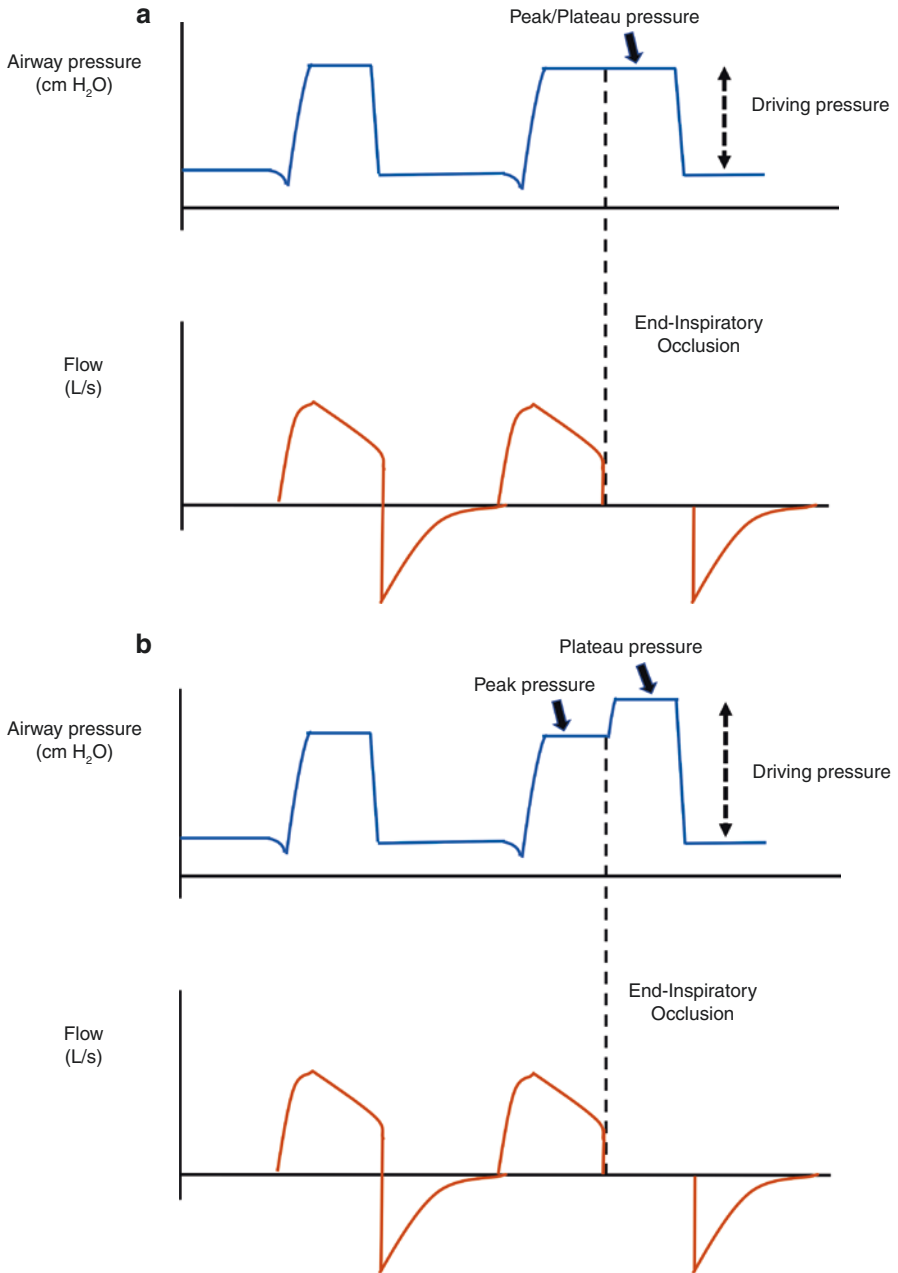 a
Peak/Plateau pressure
Airway pressure
(cm H₂O)
Driving pressure
End-Inspiratory
Occlusion
Flow
(L/s)
b
Plateau pressure
Peak pressure
Airway pressure
(cm H₂O)
Driving pressure
End-Inspiratory
Occlusion
Flow
(L/s)